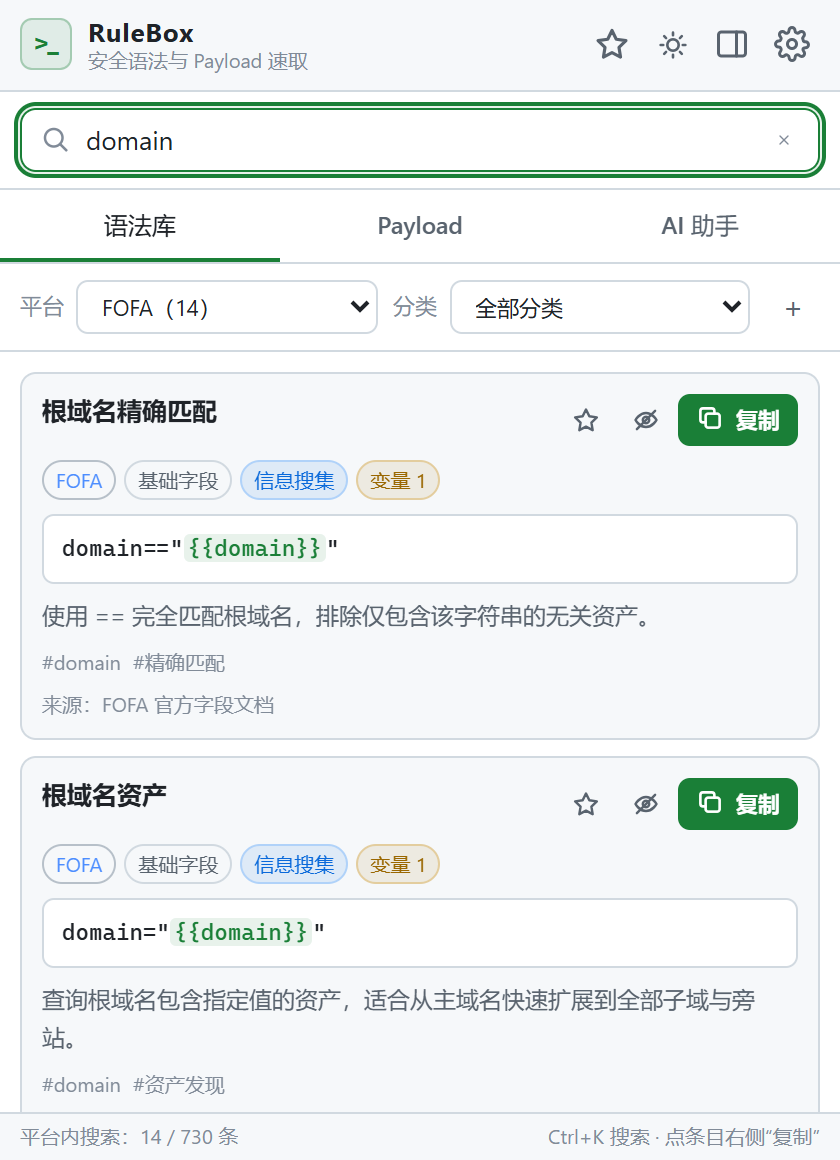 >_ RuleBox
安全语法与 Payload 速取
domain ×
语法库 Payload AI 助手
平台 FOFA（14） 分类 全部分类 +
根域名精确匹配 复制
FOFA 基础字段 信息搜集 变量 1
domain=="{{domain}}"
使用 == 完全匹配根域名，排除仅包含该字符串的无关资产。
#domain #精确匹配
来源：FOFA 官方字段文档
根域名资产 复制
FOFA 基础字段 信息搜集 变量 1
domain="{{domain}}"
查询根域名包含指定值的资产，适合从主域名快速扩展到全部子域与旁
站。
#domain #资产发现
平台内搜索：14 / 730 条 Ctrl+K 搜索 · 点条目右侧“复制”